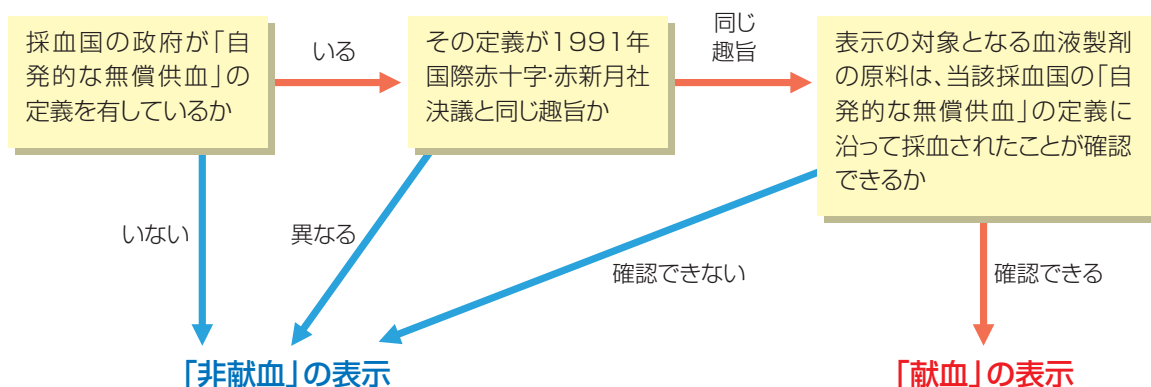 採血国の政府が「自
発的な無償供血」の
定義を有しているか
いる
その定義が1991年
国際赤十字・赤新月社
決議と同じ趣旨か
同じ
趣旨
表示の対象となる血液製剤
の原料は、当該採血国の「自
発的な無償供血」の定義に
沿って採血されたことが確認
できるか
いない
異なる
確認できない
確認できる
「非献血」の表示
「献血」の表示